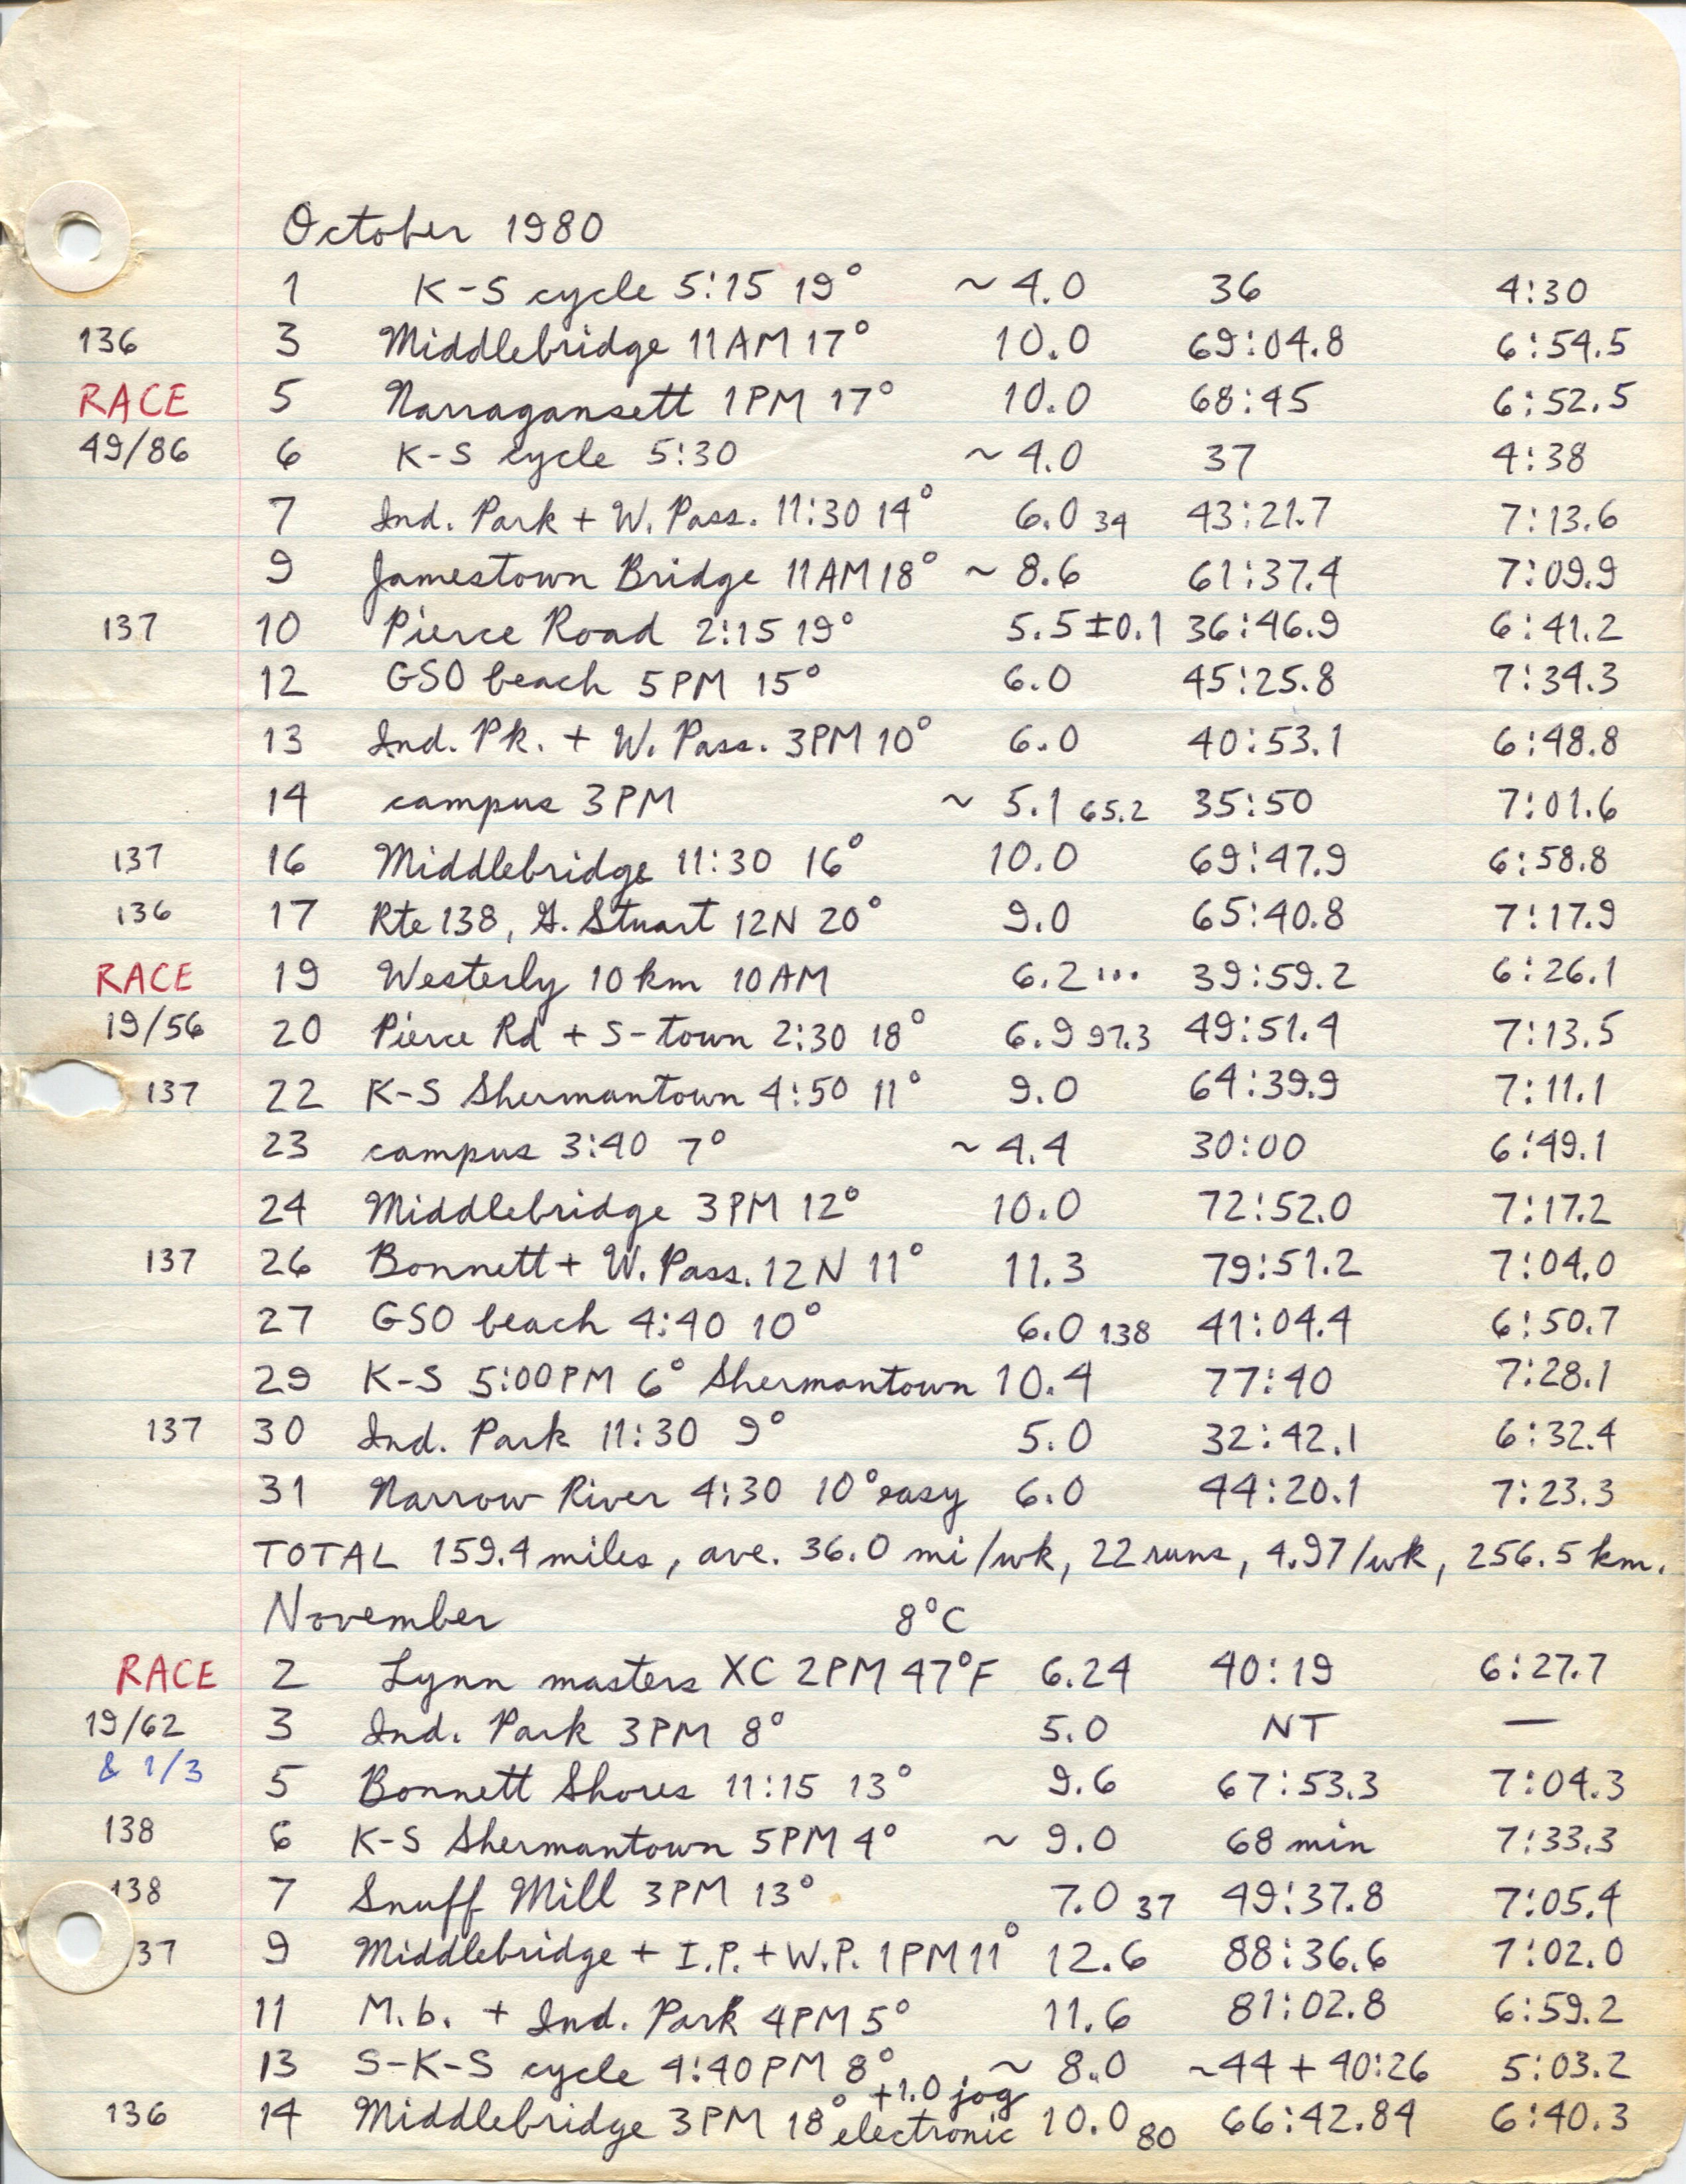 October 1980
1 K-S cycle 5:15 19° ~ 4.0 36 4:30
136 3 Middlebridge 11AM 17° 10.0 69:04.8 6:54.5
RACE 5 Narragansett 1PM 17° 10.0 68:45 6:52.5
49/86 6 K-S cycle 5:30 ~ 4.0 37 4:38
7 Ind. Park + W. Pass. 11:30 14° 6.0 34 43:21.7 7:13.6
9 Jamestown Bridge 11AM 18° ~ 8.6 61:37.4 7:09.9
137 10 Pierce Road 2:15 19° 5.5±0.1 36:46.9 6:41.2
12 GSO beach 5PM 15° 6.0 45:25.8 7:34.3
13 Ind. Pk. + W. Pass. 3PM 10° 6.0 40:53.1 6:48.8
14 campus 3PM ~ 5.1 65.2 35:50 7:01.6
137 16 Middlebridge 11:30 16° 10.0 69:47.9 6:58.8
136 17 Rte 138, G. Stuart 12N 20° 9.0 65:40.8 7:17.9
RACE 19 Westerly 10 km 10AM 6.2... 39:59.2 6:26.1
19/56 20 Pierce Rd + S-town 2:30 18° 6.9 97.3 49:51.4 7:13.5
137 22 K-S Shermantown 4:50 11° 9.0 64:39.9 7:11.1
23 campus 3:40 7° ~ 4.4 30:00 6:49.1
24 Middlebridge 3PM 12° 10.0 72:52.0 7:17.2
137 26 Bonnett + W. Pass. 12N 11° 11.3 79:51.2 7:04.0
27 GSO beach 4:40 10° 6.0 138 41:04.4 6:50.7
29 K-S 5:00PM 6° Shermantown 10.4 77:40 7:28.1
137 30 Ind. Park 11:30 9° 5.0 32:42.1 6:32.4
31 Narrow River 4:30 10° easy 6.0 44:20.1 7:23.3
TOTAL 159.4 miles, ave. 36.0 mi/wk, 22 runs, 4.97/wk, 256.5 km.
November 8°C
RACE 2 Lynn masters XC 2PM 47°F 6.24 40:19 6:27.7
19/62 3 Ind. Park 3PM 8° 5.0 NT —
& 1/3 5 Bonnett Shores 11:15 13° 9.6 67:53.3 7:04.3
138 6 K-S Shermantown 5PM 4° ~ 9.0 68 min 7:33.3
138 7 Snuff Mill 3PM 13° 7.0 37 49:37.8 7:05.4
37 9 Middlebridge + I.P. + W.P. 1PM 11° 12.6 88:36.6 7:02.0
11 M.b. + Ind. Park 4PM 5° 11.6 81:02.8 6:59.2
13 S-K-S cycle 4:40PM 8° ~ 8.0 ~44 + 40:26 5:03.2
+1.0 jog
136 14 Middlebridge 3PM 18° electronic 10.0 80 66:42.84 6:40.3